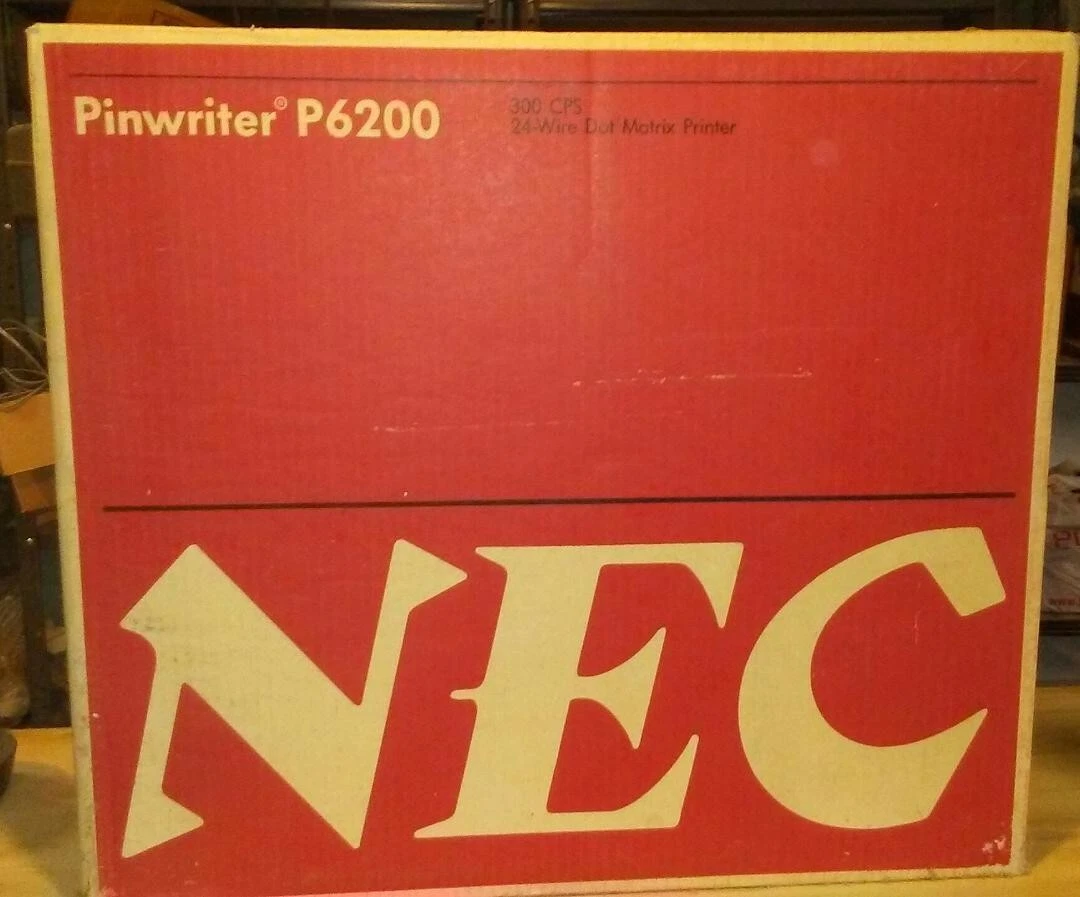 Pinwriter® P6200
300 CPS
24-Wire Dot Matrix Printer
NEC